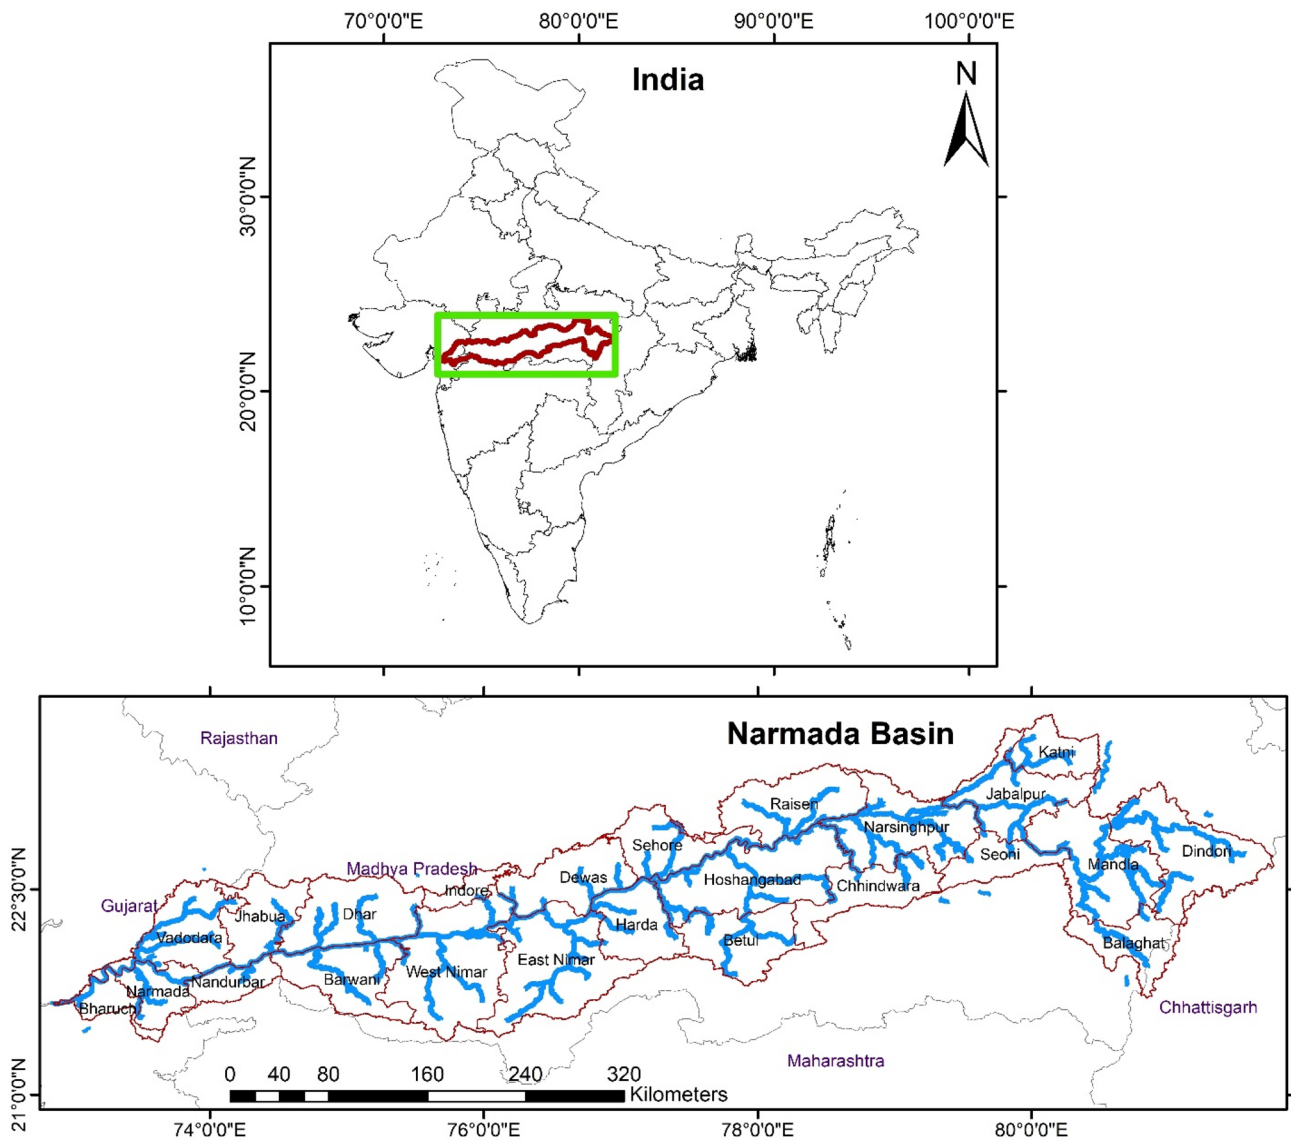 70°0'0"E 80°0'0"E 90°0'0"E 100°0'0"E
India
N
30°0'0"N
20°0'0"N
10°0'0"N
Narmada Basin
Rajasthan
Katni
Jabalpur
Raisen
Narsinghpur
Sehore
Seoni
Dindori
Mandla
Madhya Pradesh
Dewas
Hoshangabad
Chhindwara
Indore
Gujarat
Jhabua
Dhar
Harda
Vadodara
Betul
Balaghat
East Nimar
West Nimar
Barwani
Nandurbar
Narmada
Bharuch
Chhattisgarh
Maharashtra
22°30'0"N
21°0'0"N
0 40 80 160 240 320
Kilometers
74°0'0"E 76°0'0"E 78°0'0"E 80°0'0"E